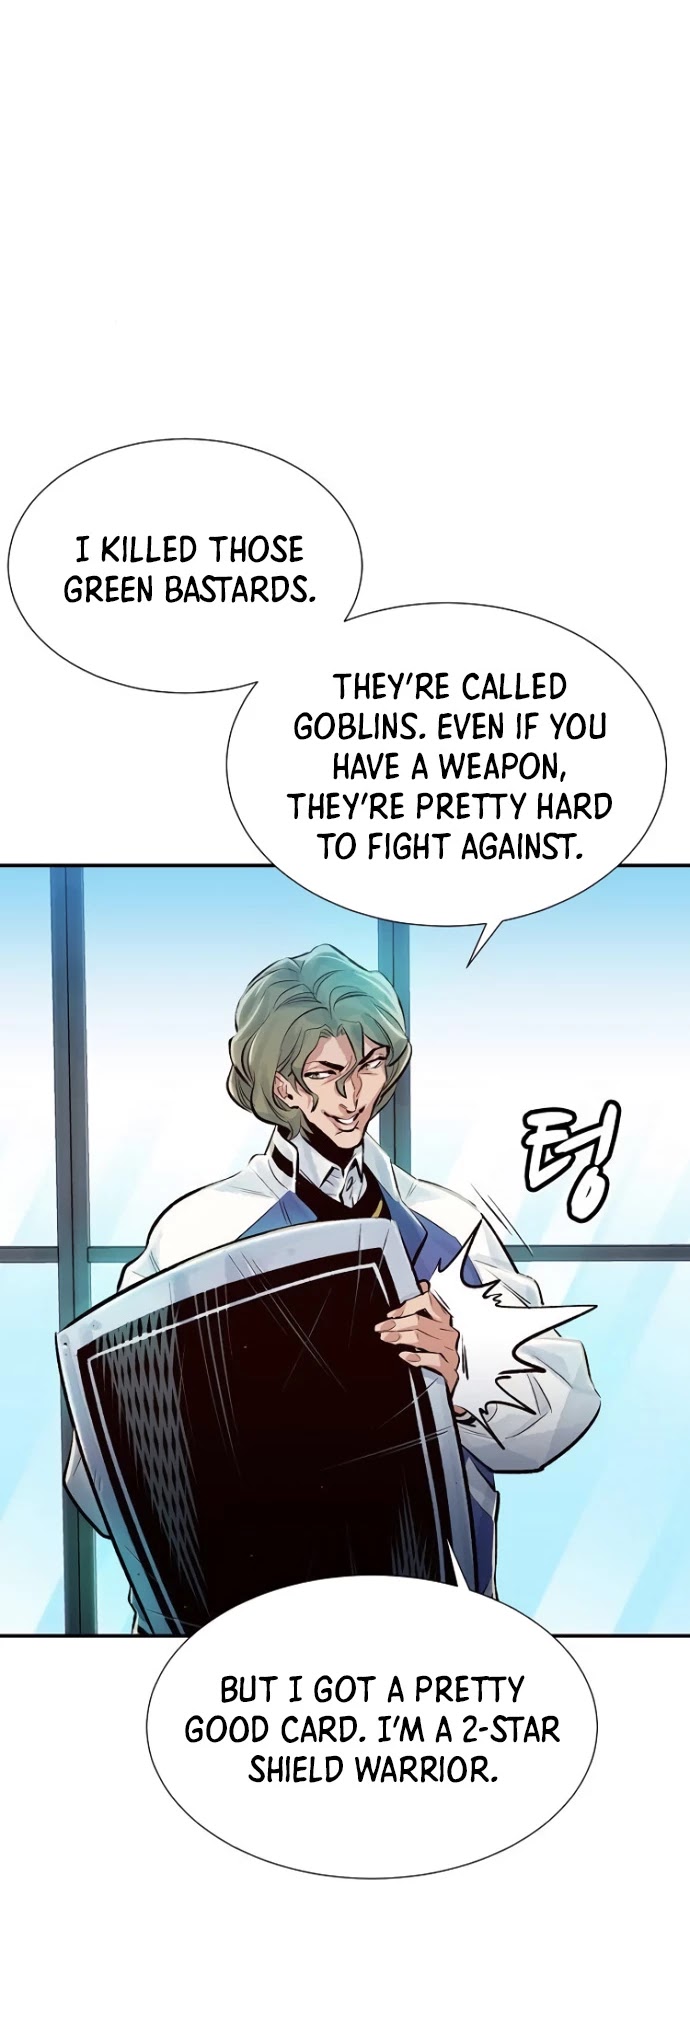 I KILLED THOSE
GREEN BASTARDS.
THEY'RE CALLED
GOBLINS. EVEN IF YOU
HAVE A WEAPON,
THEY'RE PRETTY HARD
TO FIGHT AGAINST.
터
BUT I GOT A PRETTY
GOOD CARD. I'M A 2-STAR
SHIELD WARRIOR.